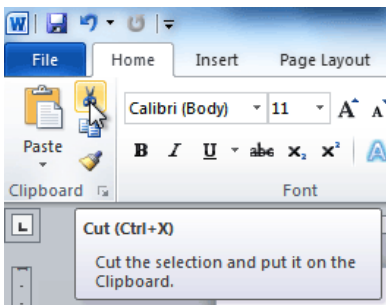 W
File Home Insert Page Layout
Calibri (Body) 11 A A
Paste B I U abc x₂ x² A
Clipboard Font
L
Cut (Ctrl+X)
Cut the selection and put it on the
Clipboard.